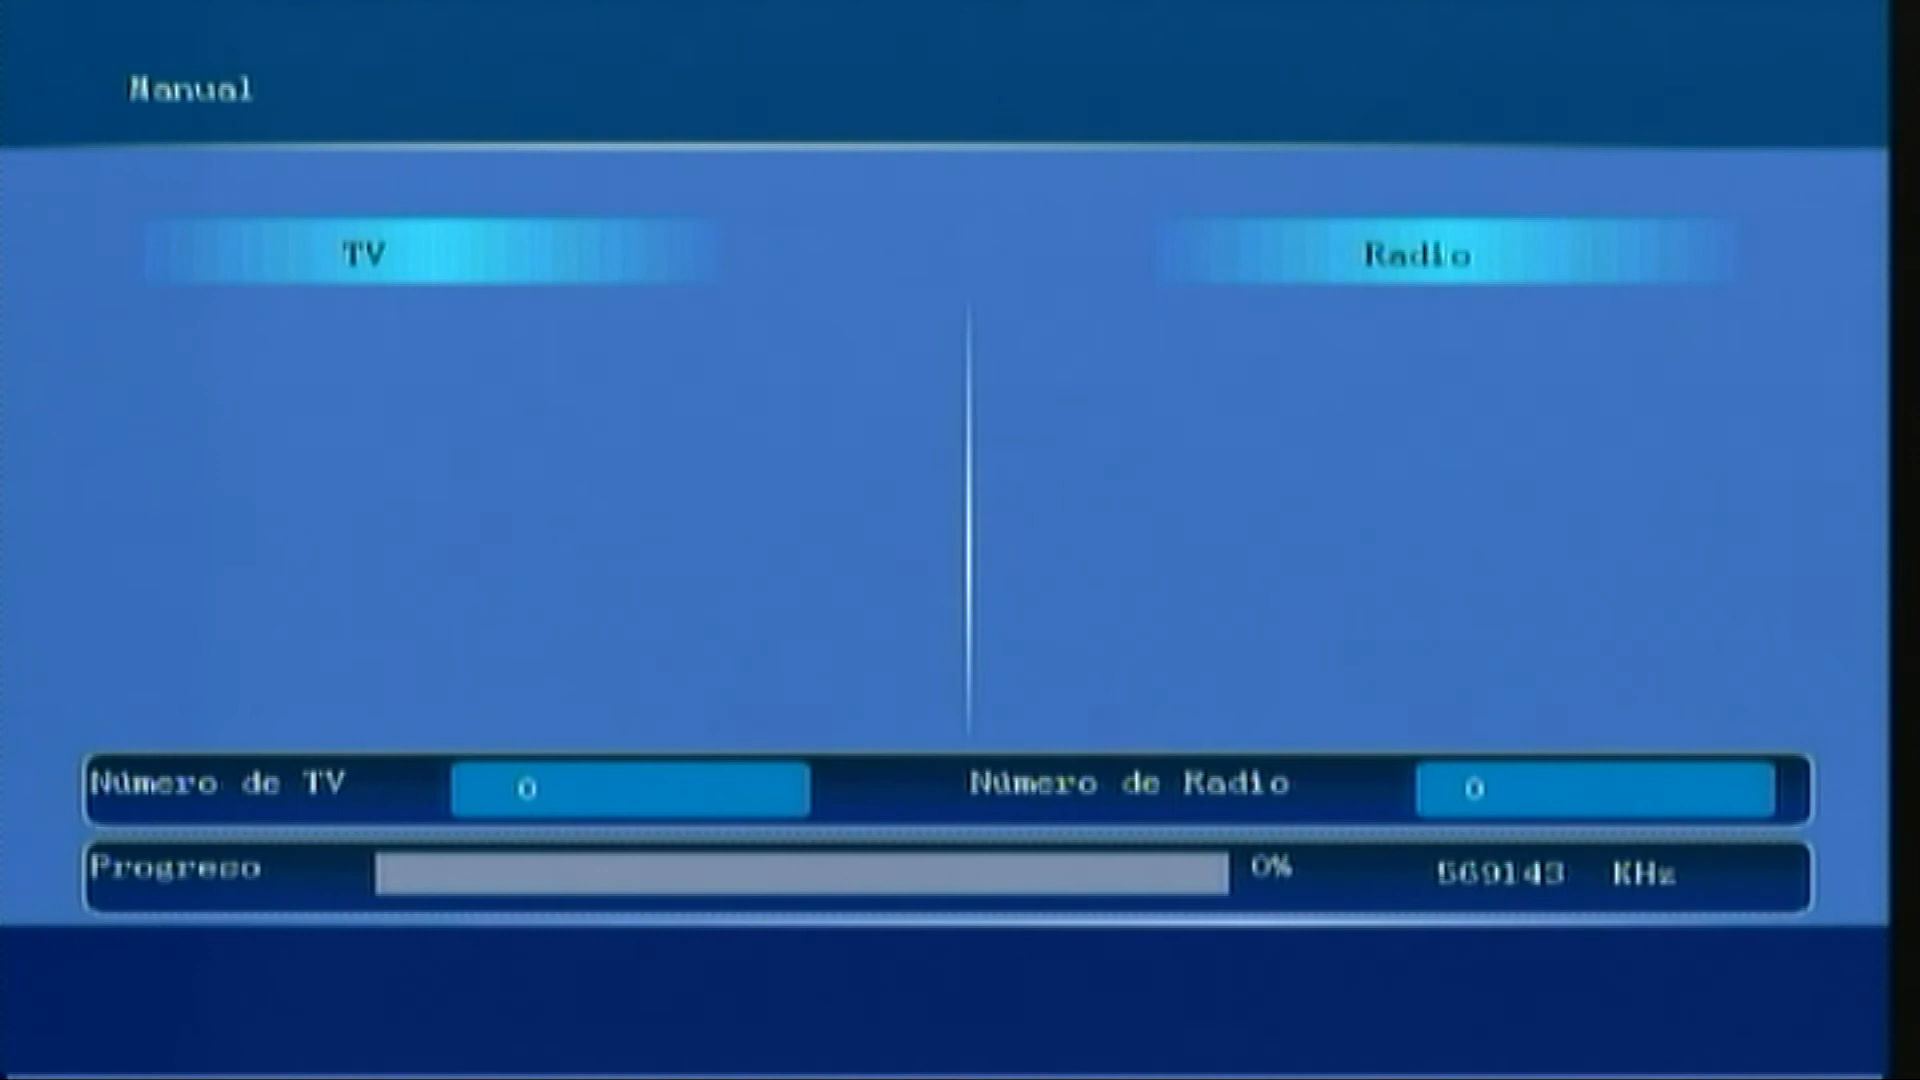 Manual
TV
Radio
Número de TV 0 Número de Radio 0
Progreso 0% 569143 KHz